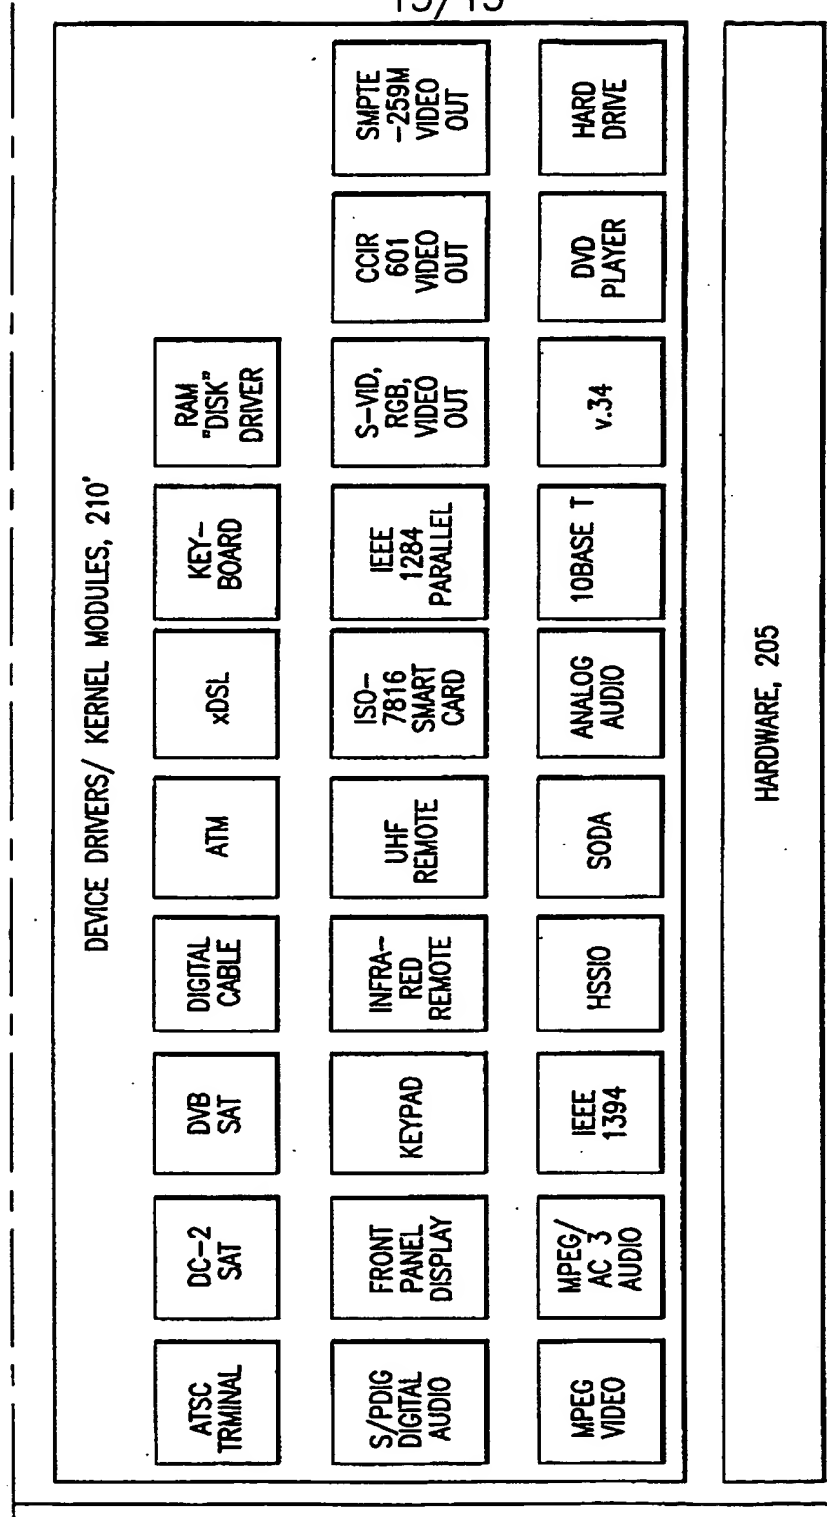 DEVICE DRIVERS/ KERNEL MODULES, 210'
ATSC
TRMINAL
DC-2
SAT
DVB
SAT
DIGITAL
CABLE
ATM
xDSL
KEY-
BOARD
RAM
"DISK"
DRIVER
S/PDIG
DIGITAL
AUDIO
FRONT
PANEL
DISPLAY
KEYPAD
INFRA-
RED
REMOTE
UHF
REMOTE
ISO-
7816
SMART
CARD
IEEE
1284
PARALLEL
S-VID,
RGB,
VIDEO
OUT
CCIR
601
VIDEO
OUT
SMPTE
-259M
VIDEO
OUT
MPEG
VIDEO
MPEG/
AC 3
AUDIO
IEEE
1394
HSSIO
SODA
ANALOG
AUDIO
10BASE T
v.34
DVD
PLAYER
HARD
DRIVE
HARDWARE, 205